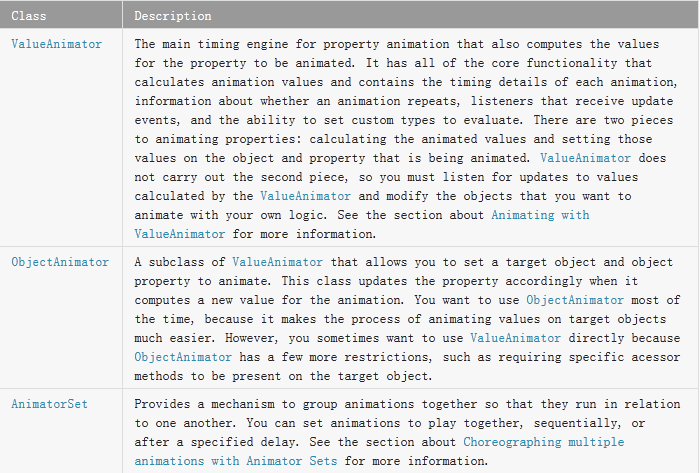 Class Description
ValueAnimator The main timing engine for property animation that also computes the values
for the property to be animated. It has all of the core functionality that
calculates animation values and contains the timing details of each animation,
information about whether an animation repeats, listeners that receive update
events, and the ability to set custom types to evaluate. There are two pieces
to animating properties: calculating the animated values and setting those
values on the object and property that is being animated. ValueAnimator does
not carry out the second piece, so you must listen for updates to values
calculated by the ValueAnimator and modify the objects that you want to
animate with your own logic. See the section about Animating with
ValueAnimator for more information.
ObjectAnimator A subclass of ValueAnimator that allows you to set a target object and object
property to animate. This class updates the property accordingly when it
computes a new value for the animation. You want to use ObjectAnimator most of
the time, because it makes the process of animating values on target objects
much easier. However, you sometimes want to use ValueAnimator directly because
ObjectAnimator has a few more restrictions, such as requiring specific acessor
methods to be present on the target object.
AnimatorSet Provides a mechanism to group animations together so that they run in relation
to one another. You can set animations to play together, sequentially, or
after a specified delay. See the section about Choreographing multiple
animations with Animator Sets for more information.